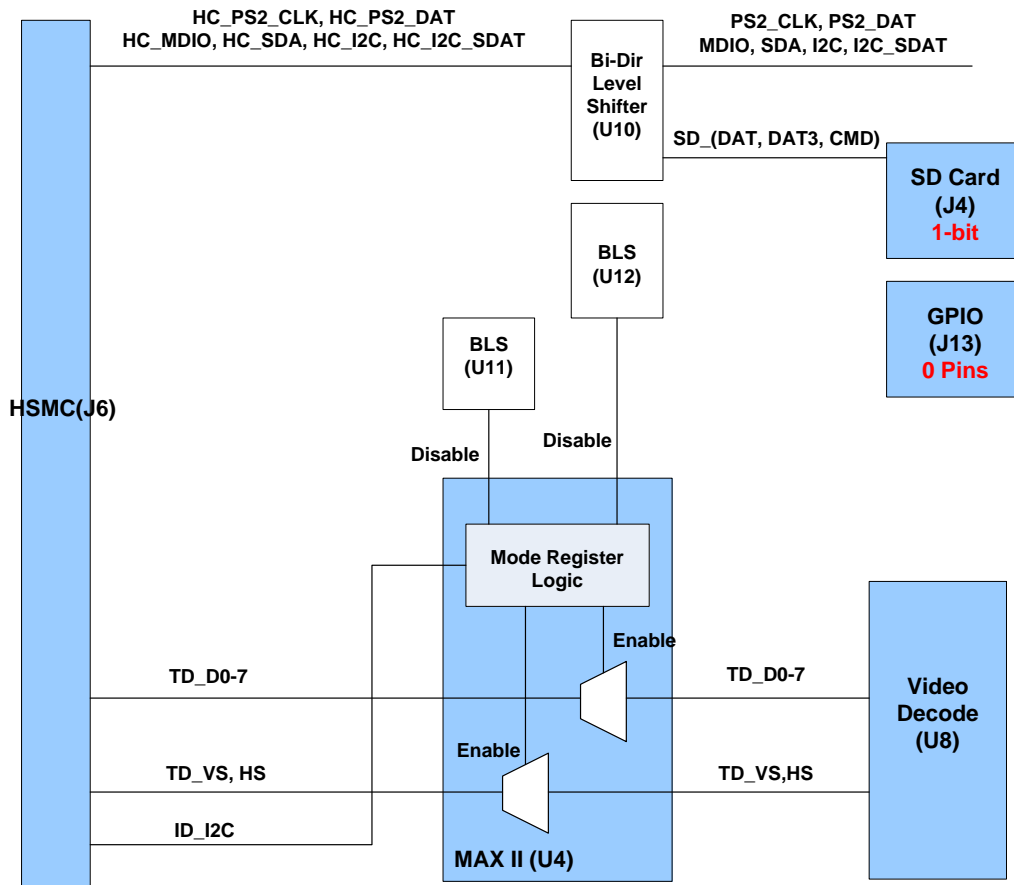 HC_PS2_CLK, HC_PS2_DAT
HC_MDIO, HC_SDA, HC_I2C, HC_I2C_SDAT
PS2_CLK, PS2_DAT
MDIO, SDA, I2C, I2C_SDAT
Bi-Dir
Level
Shifter
(U10)
SD_(DAT, DAT3, CMD)
SD Card
(J4)
1-bit
BLS
(U12)
GPIO
(J13)
0 Pins
BLS
(U11)
HSMC(J6)
Disable
Disable
Mode Register
Logic
Enable
TD_D0-7
TD_D0-7
Video
Decode
(U8)
Enable
TD_VS, HS
TD_VS,HS
ID_I2C
MAX II (U4)